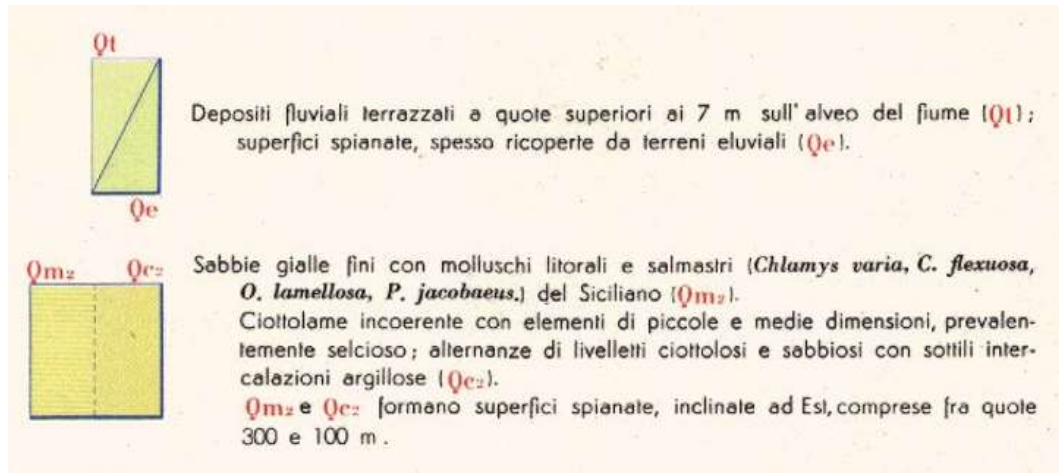 Qt
Depositi fluviali terrazzati a quote superiori ai 7 m sull' alveo del fiume (Qt);
superfici spianate, spesso ricoperte da terreni eluviali (Qe).
Qe
Qm2 Qc2
Sabbie gialle fini con molluschi litorali e salmastri (Chlamys varia, C. flexuosa,
O. lamellosa, P. jacobaeus.) del Siciliano (Qm2).
Ciottolame incoerente con elementi di piccole e medie dimensioni, prevalen-
temente selcioso; alternanze di livelletti ciottolosi e sabbiosi con sottili inter-
calazioni argillose (Qc2).
Qm2 e Qc2 formano superfici spianate, inclinate ad Est, comprese fra quote
300 e 100 m.